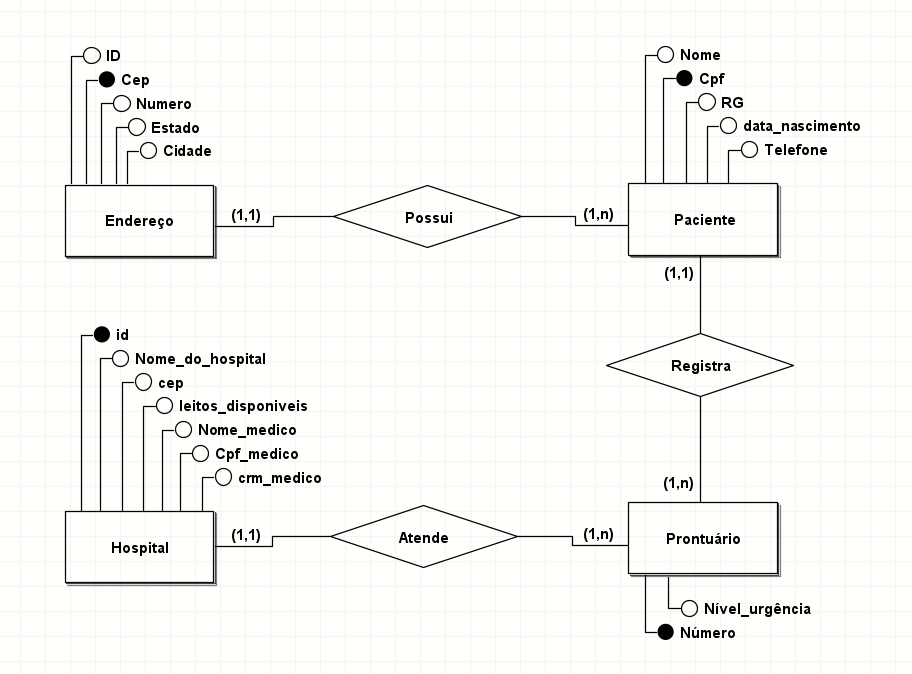 ID
Cep
Numero
Estado
Cidade
Endereço
(1,1)
Possui
(1,n)
Nome
Cpf
RG
data_nascimento
Telefone
Paciente
(1,1)
Registra
(1,n)
id
Nome_do_hospital
cep
leitos_disponiveis
Nome_medico
Cpf_medico
crm_medico
Hospital
(1,1)
Atende
(1,n)
Prontuário
Nível_urgência
Número